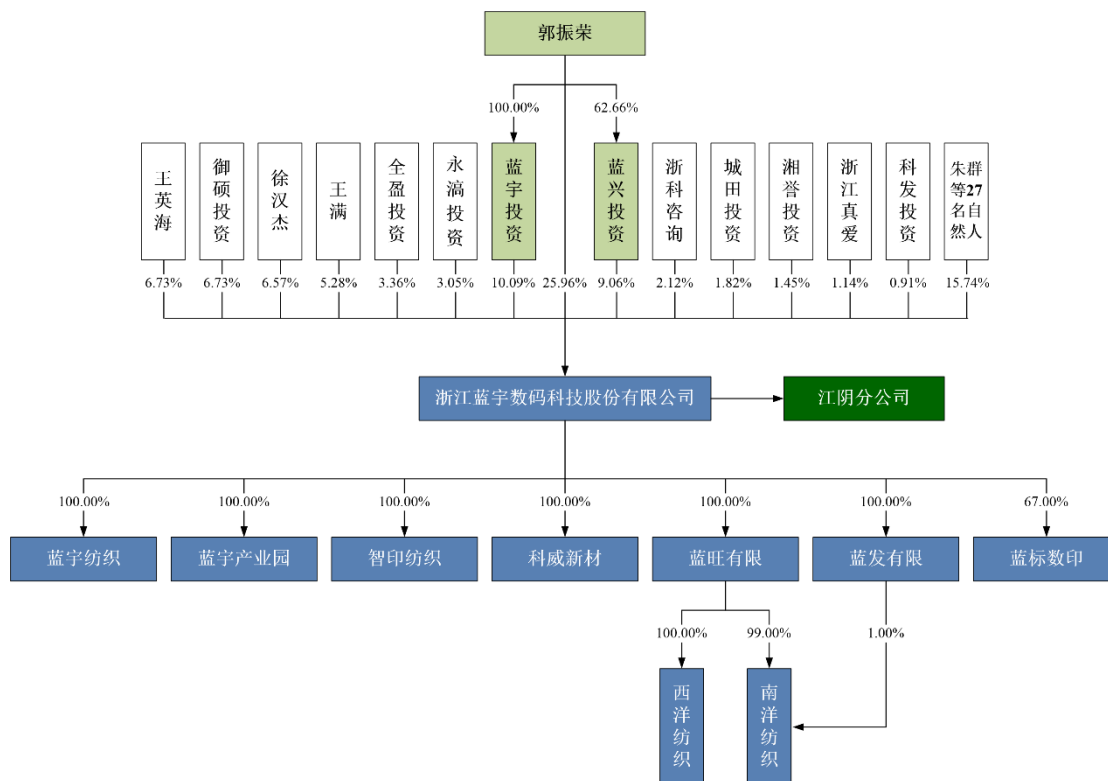 郭振荣
100.00%
62.66%
王英海
御硕投资
徐汉杰
王满
全盈投资
永滈投资
蓝宇投资
蓝兴投资
浙科咨询
城田投资
湘誉投资
浙江真爱
科发投资
朱群等27名自然人
6.73%
6.73%
6.57%
5.28%
3.36%
3.05%
10.09%
25.96%
9.06%
2.12%
1.82%
1.45%
1.14%
0.91%
15.74%
浙江蓝宇数码科技股份有限公司
江阴分公司
100.00%
100.00%
100.00%
100.00%
100.00%
100.00%
67.00%
蓝宇纺织
蓝宇产业园
智印纺织
科威新材
蓝旺有限
蓝发有限
蓝标数印
100.00%
99.00%
1.00%
西洋纺织
南洋纺织